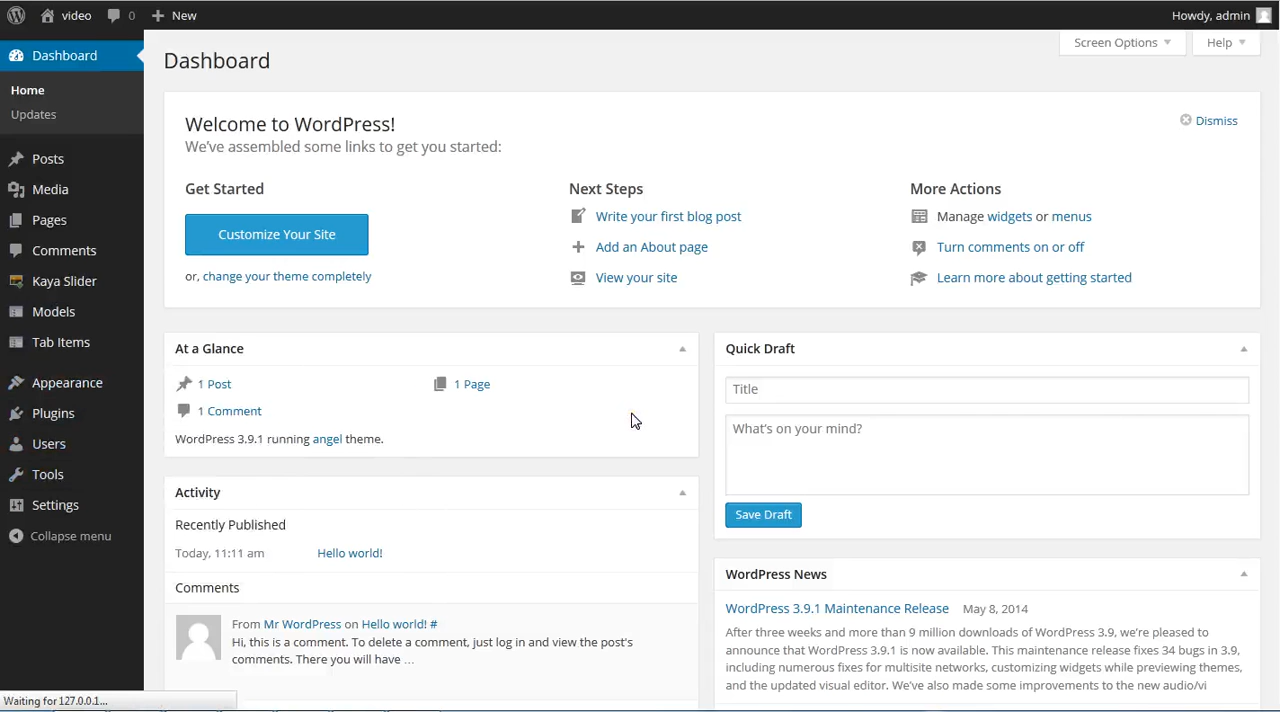 video 0 New Howdy, admin
Screen Options Help
Dashboard
Home
Updates
Posts
Media
Pages
Comments
Kaya Slider
Models
Tab Items
Appearance
Plugins
Users
Tools
Settings
Collapse menu
Dashboard
Welcome to WordPress!
Dismiss
We've assembled some links to get you started:
Get Started
Customize Your Site
or, change your theme completely
Next Steps
Write your first blog post
Add an About page
View your site
More Actions
Manage widgets or menus
Turn comments on or off
Learn more about getting started
At a Glance
1 Post 1 Page
1 Comment
WordPress 3.9.1 running angel theme.
Activity
Recently Published
Today, 11:11 am Hello world!
Comments
From Mr WordPress on Hello world! #
Hi, this is a comment. To delete a comment, just log in and view the post's
comments. There you will have …
Quick Draft
Title
What's on your mind?
Save Draft
WordPress News
WordPress 3.9.1 Maintenance Release May 8, 2014
After three weeks and more than 9 million downloads of WordPress 3.9, we're pleased to
announce that WordPress 3.9.1 is now available. This maintenance release fixes 34 bugs in 3.9,
including numerous fixes for multisite networks, customizing widgets while previewing themes,
and the updated visual editor. We've also made some improvements to the new audio/vi
Waiting for 127.0.0.1...